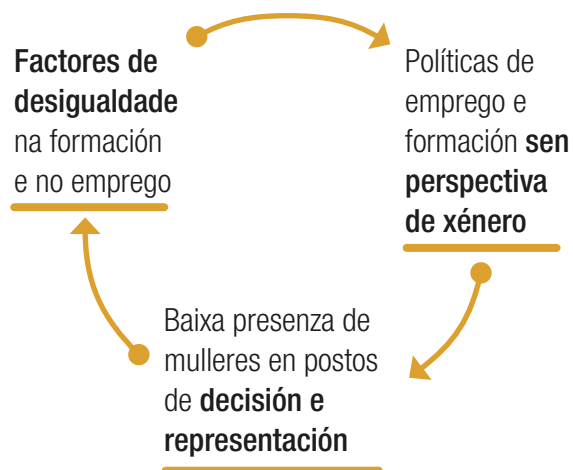 Factores de
desigualdade
na formación
e no emprego
Políticas de
emprego e
formación sen
perspectiva
de xénero
Baixa presenza de
mulleres en postos
de decisión e
representación